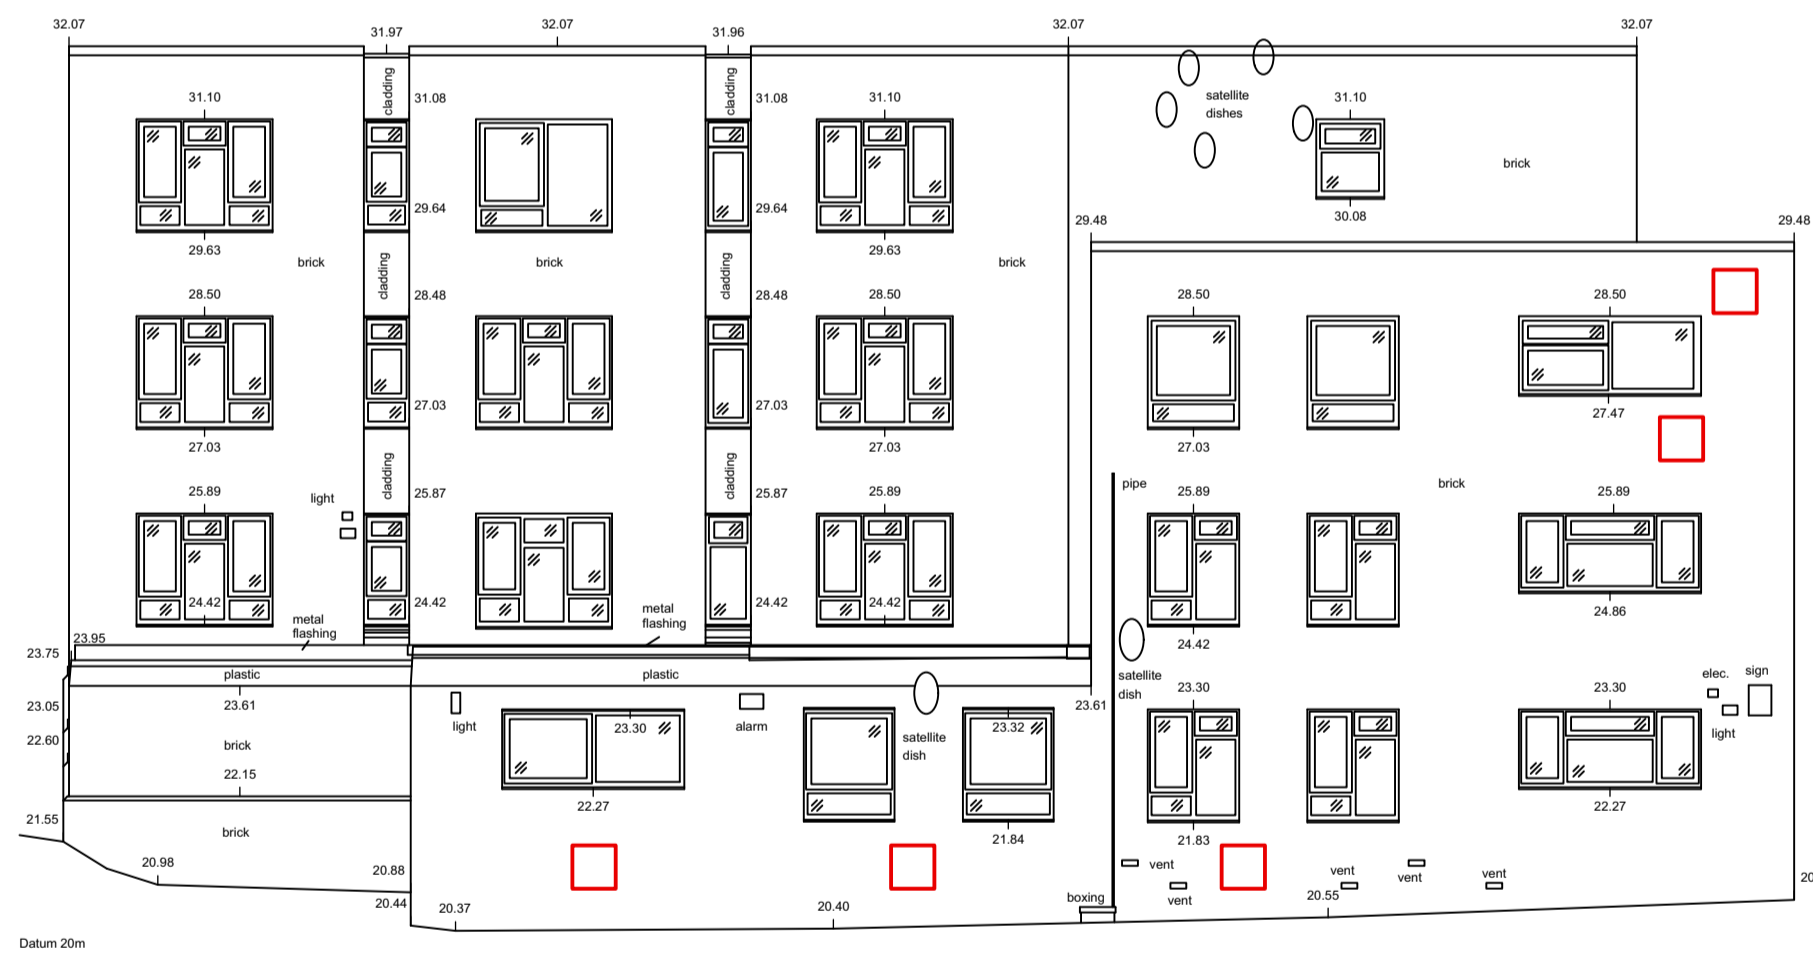 32.07
32.07
32.07
32.07
31.97
31.96
cladding
cladding
31.10
31.08
31.08
31.10
satellite
dishes
31.10
brick
29.63
29.64
29.64
29.63
30.08
29.48
29.48
brick
cladding
brick
cladding
brick
28.50
28.48
28.48
28.50
28.50
28.50
27.03
27.03
27.03
27.03
27.03
27.47
cladding
cladding
pipe
brick
light
25.89
25.87
25.87
25.89
25.89
25.89
24.42
24.42
24.42
24.42
24.42
24.86
metal
flashing
metal
flashing
23.95
23.75
plastic
plastic
satellite
dish
elec.
sign
23.05
23.61
23.61
23.30
23.30
light
light
23.30
alarm
satellite
dish
23.32
22.60
brick
22.15
22.27
22.27
21.55
brick
21.84
21.83
20.98
20.88
vent
vent
vent
vent
vent
20
20.44
20.37
20.40
boxing
20.55
Datum 20m